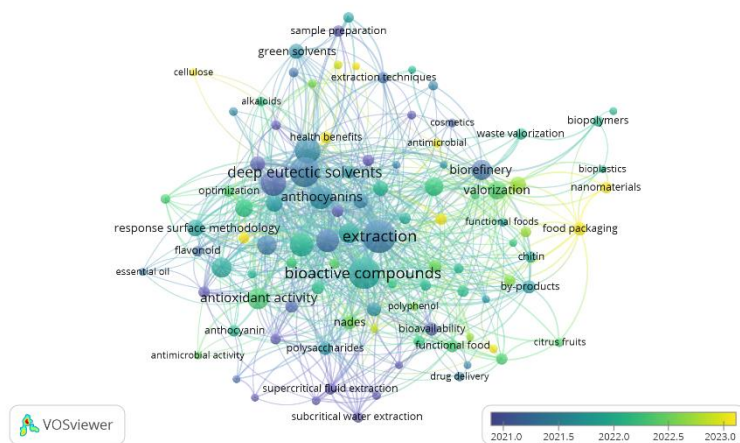 sample preparation
green solvents
cellulose
extraction techniques
alkaloids
cosmetics
biopolymers
health benefits
antimicrobial
waste valorization
deep eutectic solvents
biorefinery
bioplastics
optimization
anthocyanins
valorization
nanomaterials
response surface methodology
extraction
functional foods
food packaging
flavonoid
essential oil
bioactive compounds
chitin
by-products
antioxidant activity
polyphenol
anthocyanin
nades
bioavailability
antimicrobial activity
polysaccharides
functional food
citrus fruits
supercritical fluid extraction
drug delivery
subcritical water extraction
VOSviewer
2021.0 2021.5 2022.0 2022.5 2023.0